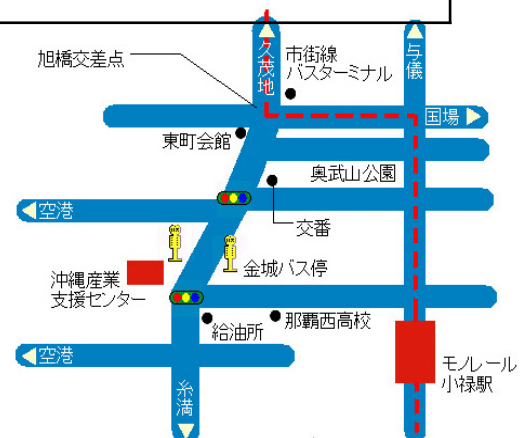 旭橋交差点
久茂地
市街線
バスターミナル
与儀
国場
東町会館
奥武山公園
空港
交番
金城バス停
沖縄産業
支援センター
給油所
那覇西高校
空港
糸満
モノレール
小禄駅